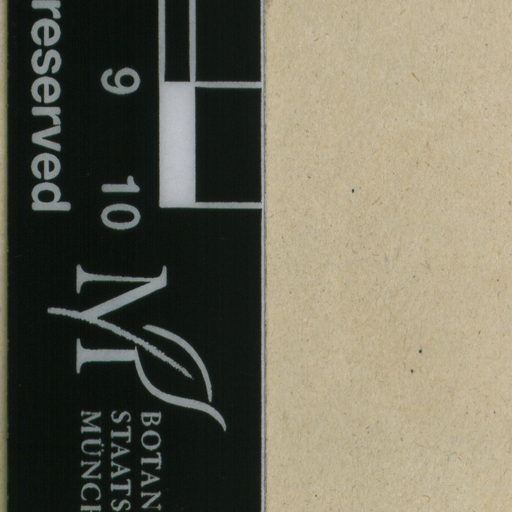 reserved
9 10
M
BOTAN
STAATS
MÜNCH